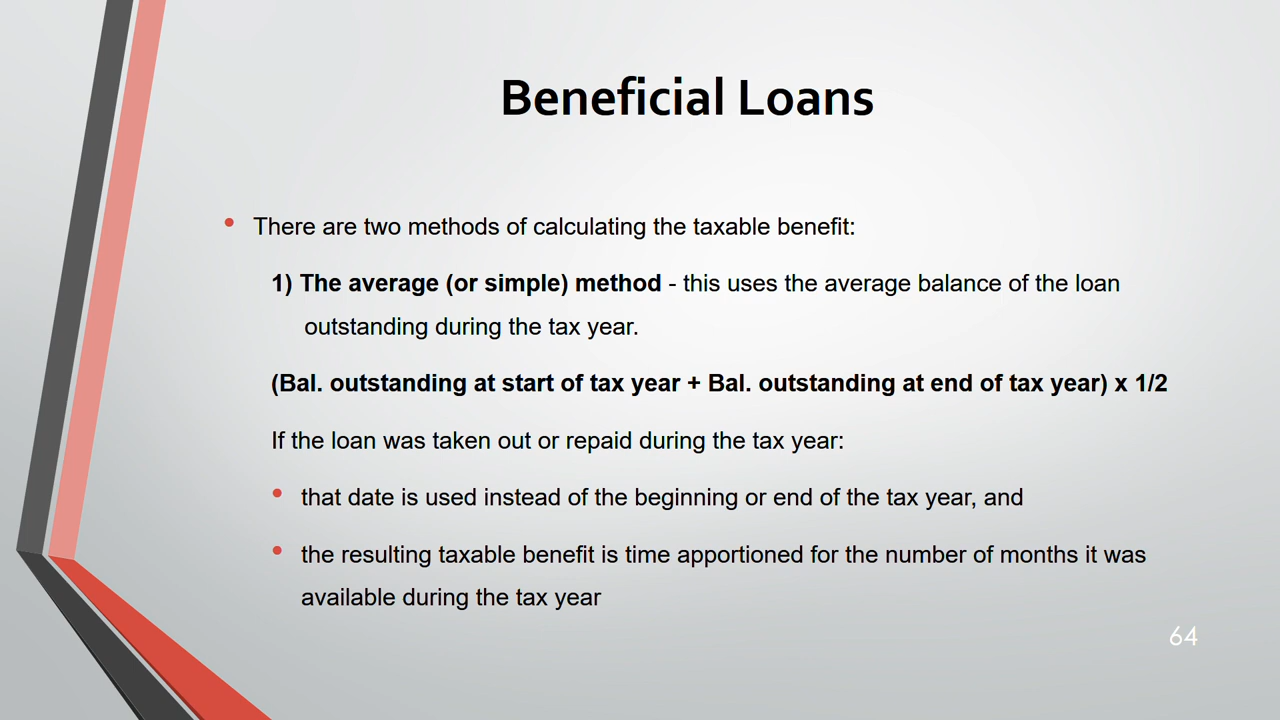 Beneficial Loans
• There are two methods of calculating the taxable benefit:
1) The average (or simple) method - this uses the average balance of the loan
outstanding during the tax year.
(Bal. outstanding at start of tax year + Bal. outstanding at end of tax year) x 1/2
If the loan was taken out or repaid during the tax year:
• that date is used instead of the beginning or end of the tax year, and
• the resulting taxable benefit is time apportioned for the number of months it was
available during the tax year
64